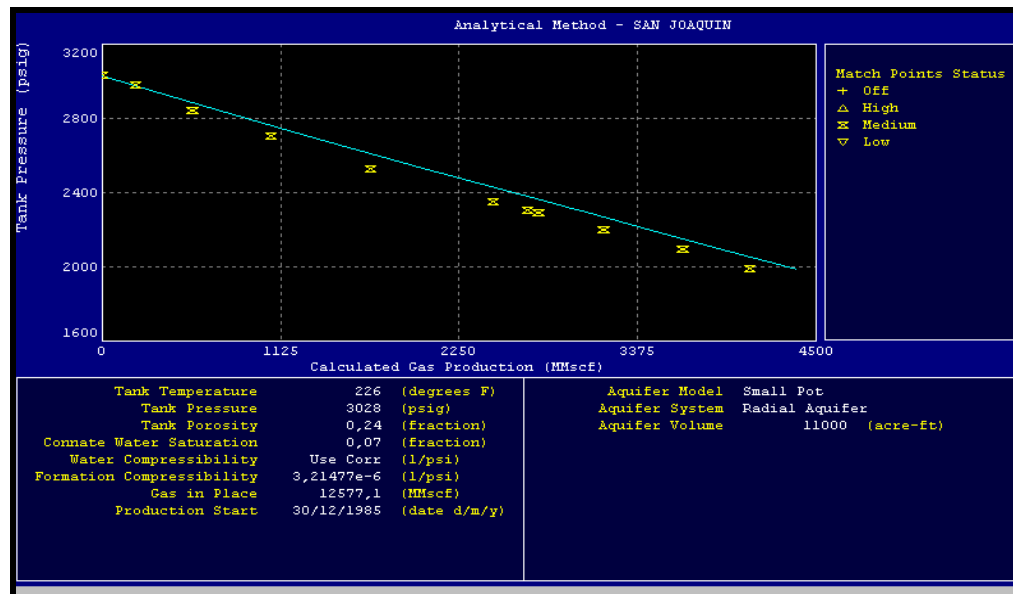 Analytical Method - SAN JOAQUIN
Tank Pressure (psig)
3200
2800
2400
2000
1600
0 1125 2250 3375 4500
Calculated Gas Production (MMscf)
Match Points Status
+ Off
△ High
⧖ Medium
▽ Low
Tank Temperature 226 (degrees F)
Tank Pressure 3028 (psig)
Tank Porosity 0,24 (fraction)
Connate Water Saturation 0,07 (fraction)
Water Compressibility Use Corr (1/psi)
Formation Compressibility 3,21477e-6 (1/psi)
Gas in Place 12577,1 (MMscf)
Production Start 30/12/1985 (date d/m/y)
Aquifer Model Small Pot
Aquifer System Radial Aquifer
Aquifer Volume 11000 (acre-ft)